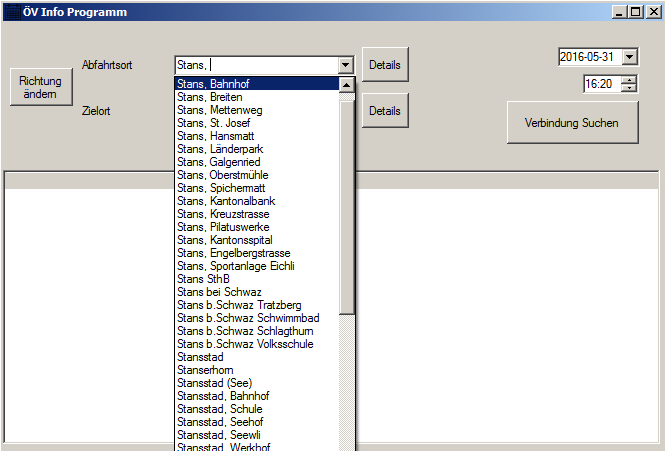 ÖV Info Programm
Abfahrtsort
Stans,
Details
2016-05-31
Richtung
ändern
16:20
Zielort
Details
Verbindung Suchen
Stans, Bahnhof
Stans, Breiten
Stans, Mettenweg
Stans, St. Josef
Stans, Hansmatt
Stans, Länderpark
Stans, Galgenried
Stans, Oberstmühle
Stans, Spichermatt
Stans, Kantonalbank
Stans, Kreuzstrasse
Stans, Pilatuswerke
Stans, Kantonsspital
Stans, Engelbergstrasse
Stans, Sportanlage Eichli
Stans SthB
Stans bei Schwaz
Stans b.Schwaz Tratzberg
Stans b.Schwaz Schwimmbad
Stans b.Schwaz Schlagthurn
Stans b.Schwaz Volksschule
Stansstad
Stanserhorn
Stansstad (See)
Stansstad, Bahnhof
Stansstad, Schule
Stansstad, Seehof
Stansstad, Seewli
Stansstad, Werkhof